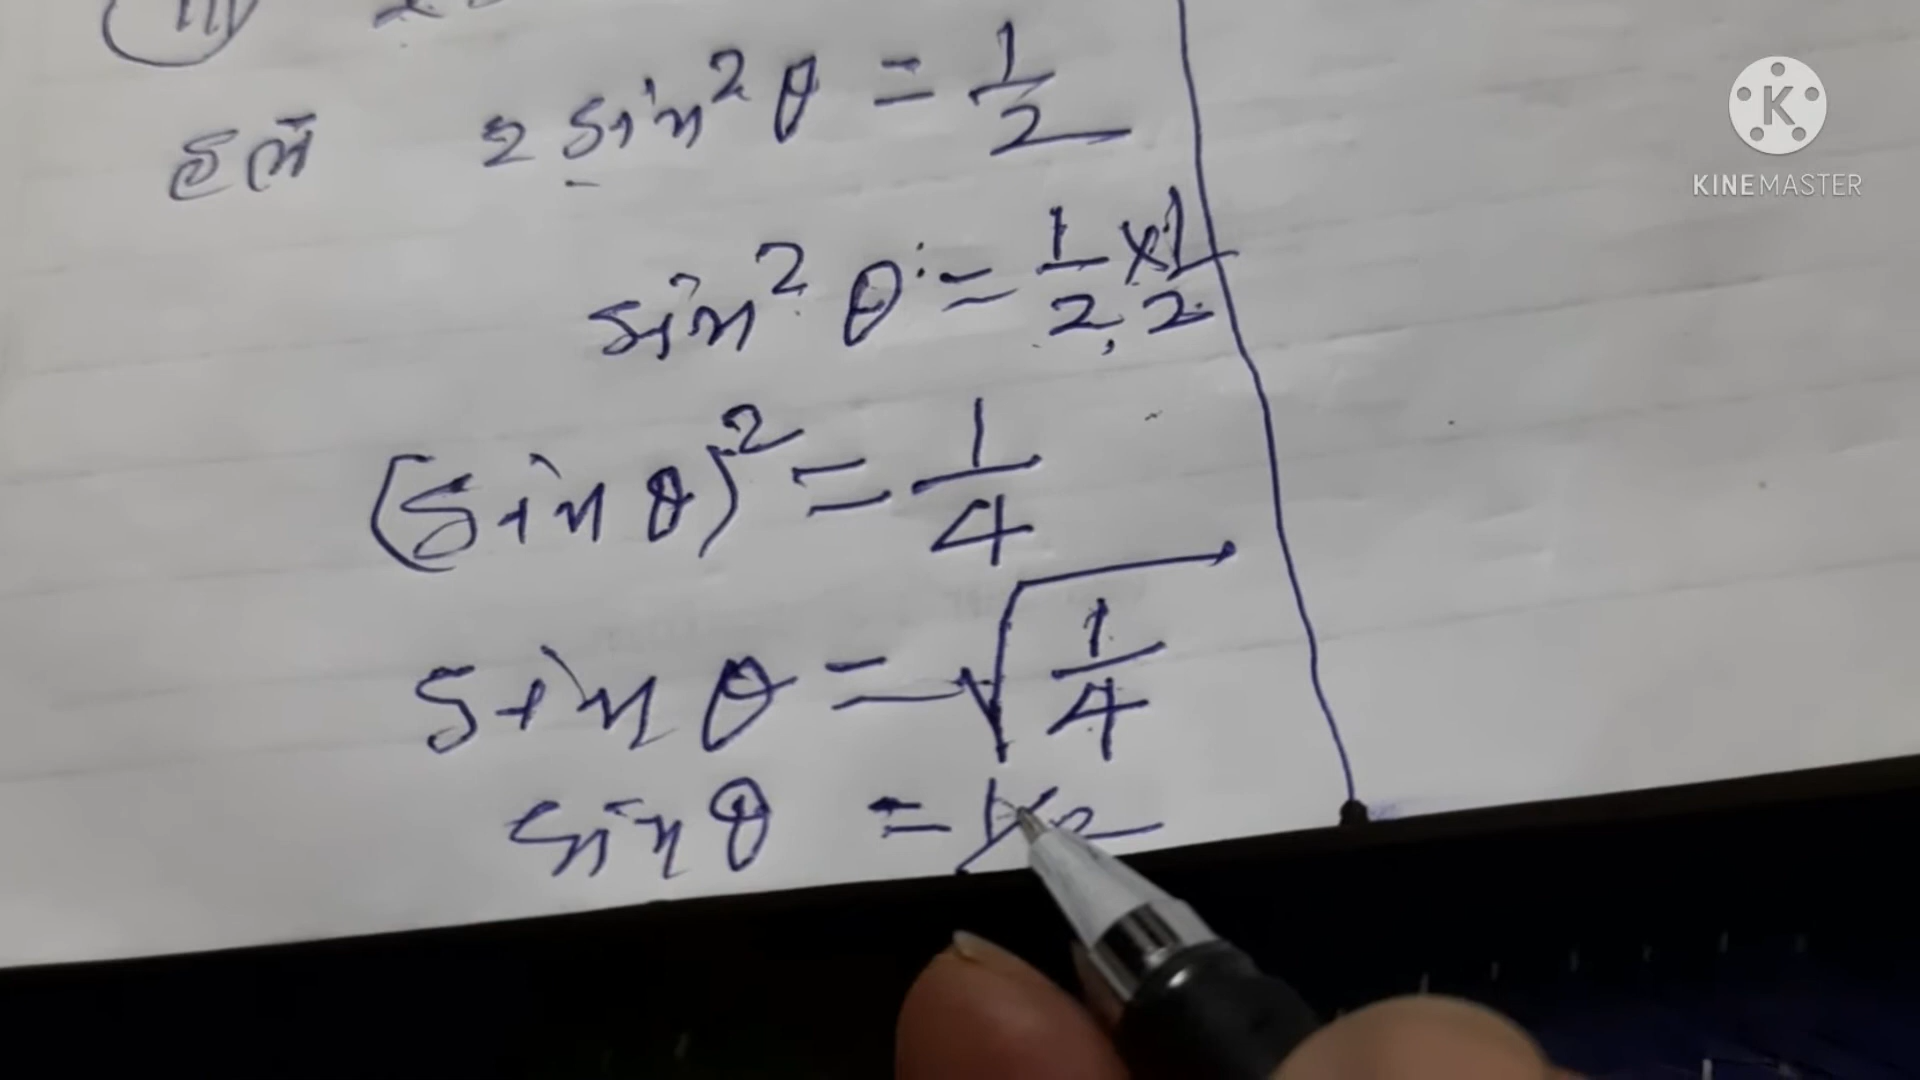 2 sin² θ = 1/2
sin² θ = 1/2 × 1/2
(sin θ)² = 1/4
sin θ = √1/4
sin θ = 1/2
KINEMASTER